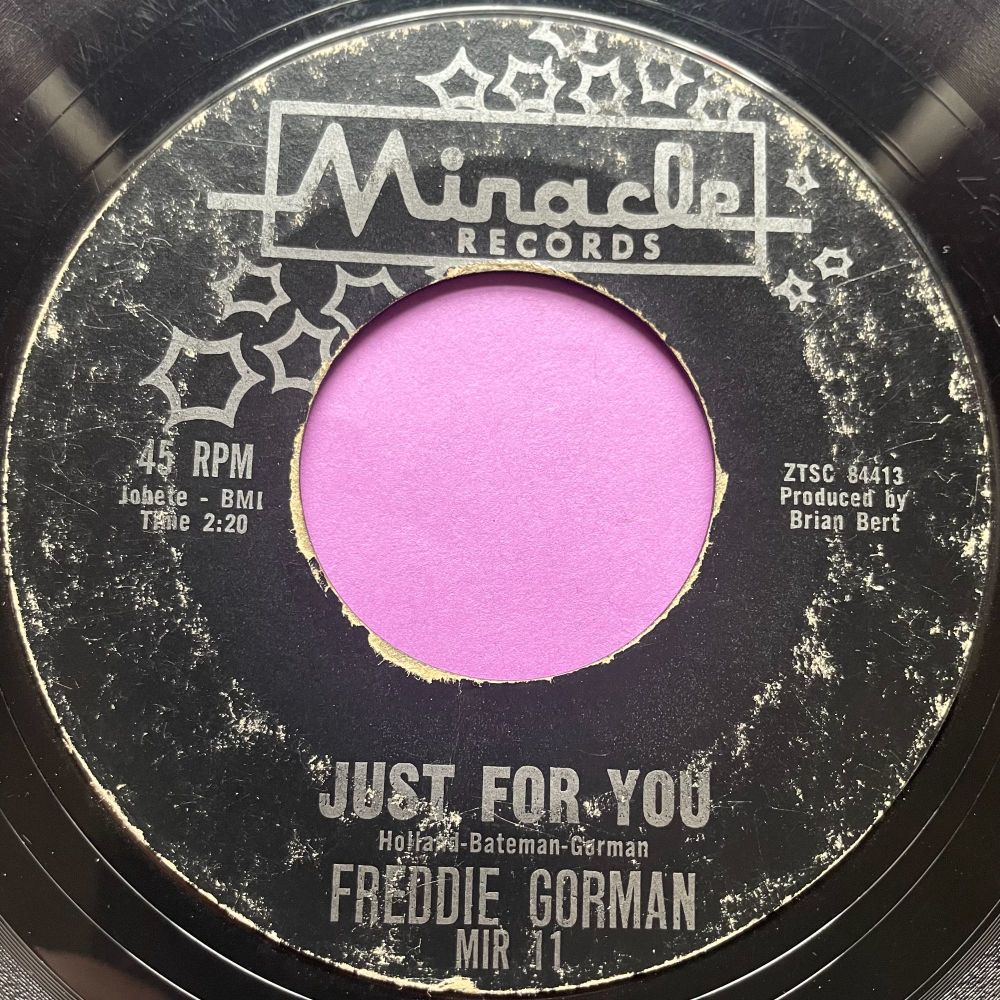 Miracle
RECORDS
45 RPM
Jobete - BMI
Time 2:20
ZTSC 84413
Produced by
Brian Bert
JUST FOR YOU
Holland-Bateman-Gorman
FREDDIE GORMAN
MIR 11